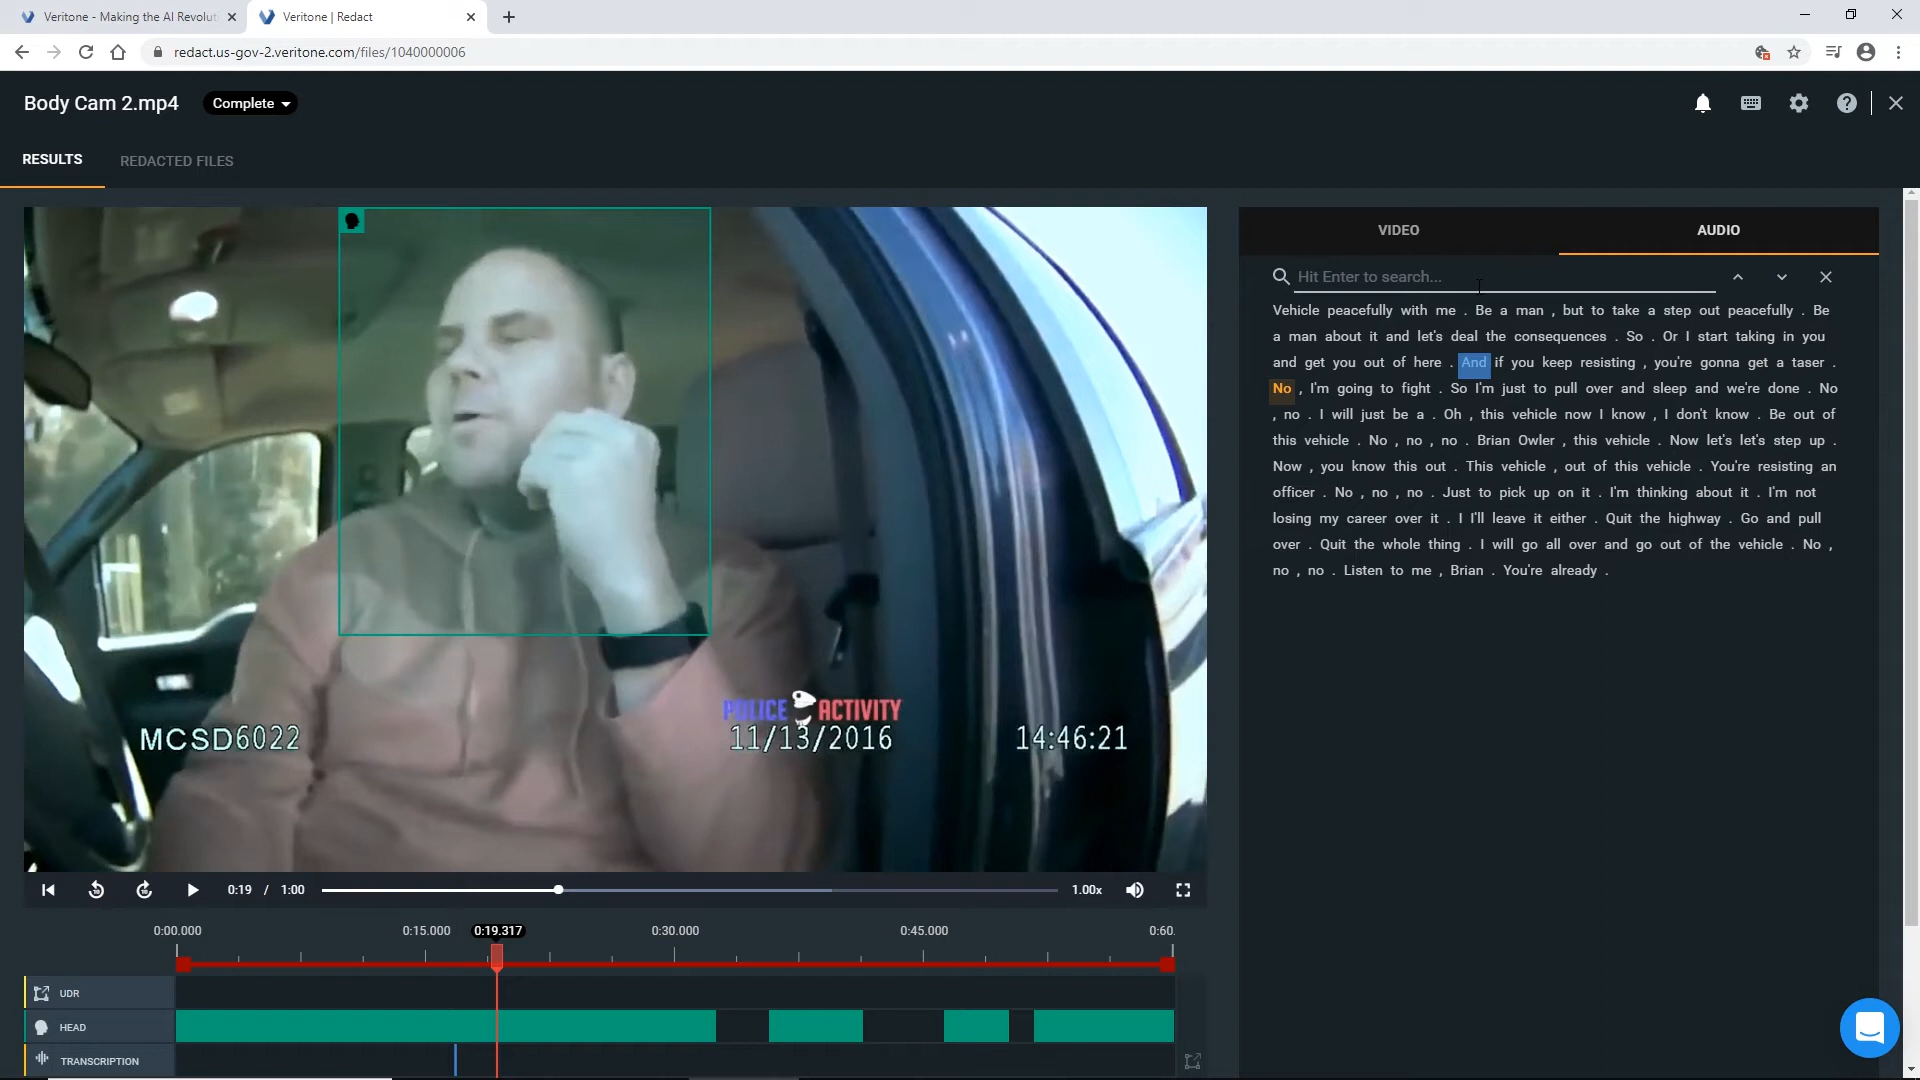 Veritone - Making the AI Revolut
Veritone | Redact
redact.us-gov-2.veritone.com/files/1040000006
Body Cam 2.mp4
Complete
RESULTS
REDACTED FILES
MCSD6022
POLICE ACTIVITY
11/13/2016
14:46:21
0:19 / 1:00
1.00x
0:00.000
0:15.000
0:19.317
0:30.000
0:45.000
0:60.
UDR
HEAD
TRANSCRIPTION
VIDEO
AUDIO
Hit Enter to search...
Vehicle peacefully with me . Be a man , but to take a step out peacefully . Be
a man about it and let's deal the consequences . So . Or I start taking in you
and get you out of here . And if you keep resisting , you're gonna get a taser .
No , I'm going to fight . So I'm just to pull over and sleep and we're done . No
, no . I will just be a . Oh , this vehicle now I know , I don't know . Be out of
this vehicle . No , no , no . Brian Owler , this vehicle . Now let's let's step up .
Now , you know this out . This vehicle , out of this vehicle . You're resisting an
officer . No , no , no . Just to pick up on it . I'm thinking about it . I'm not
losing my career over it . I I'll leave it either . Quit the highway . Go and pull
over . Quit the whole thing . I will go all over and go out of the vehicle . No ,
no , no . Listen to me , Brian . You're already .